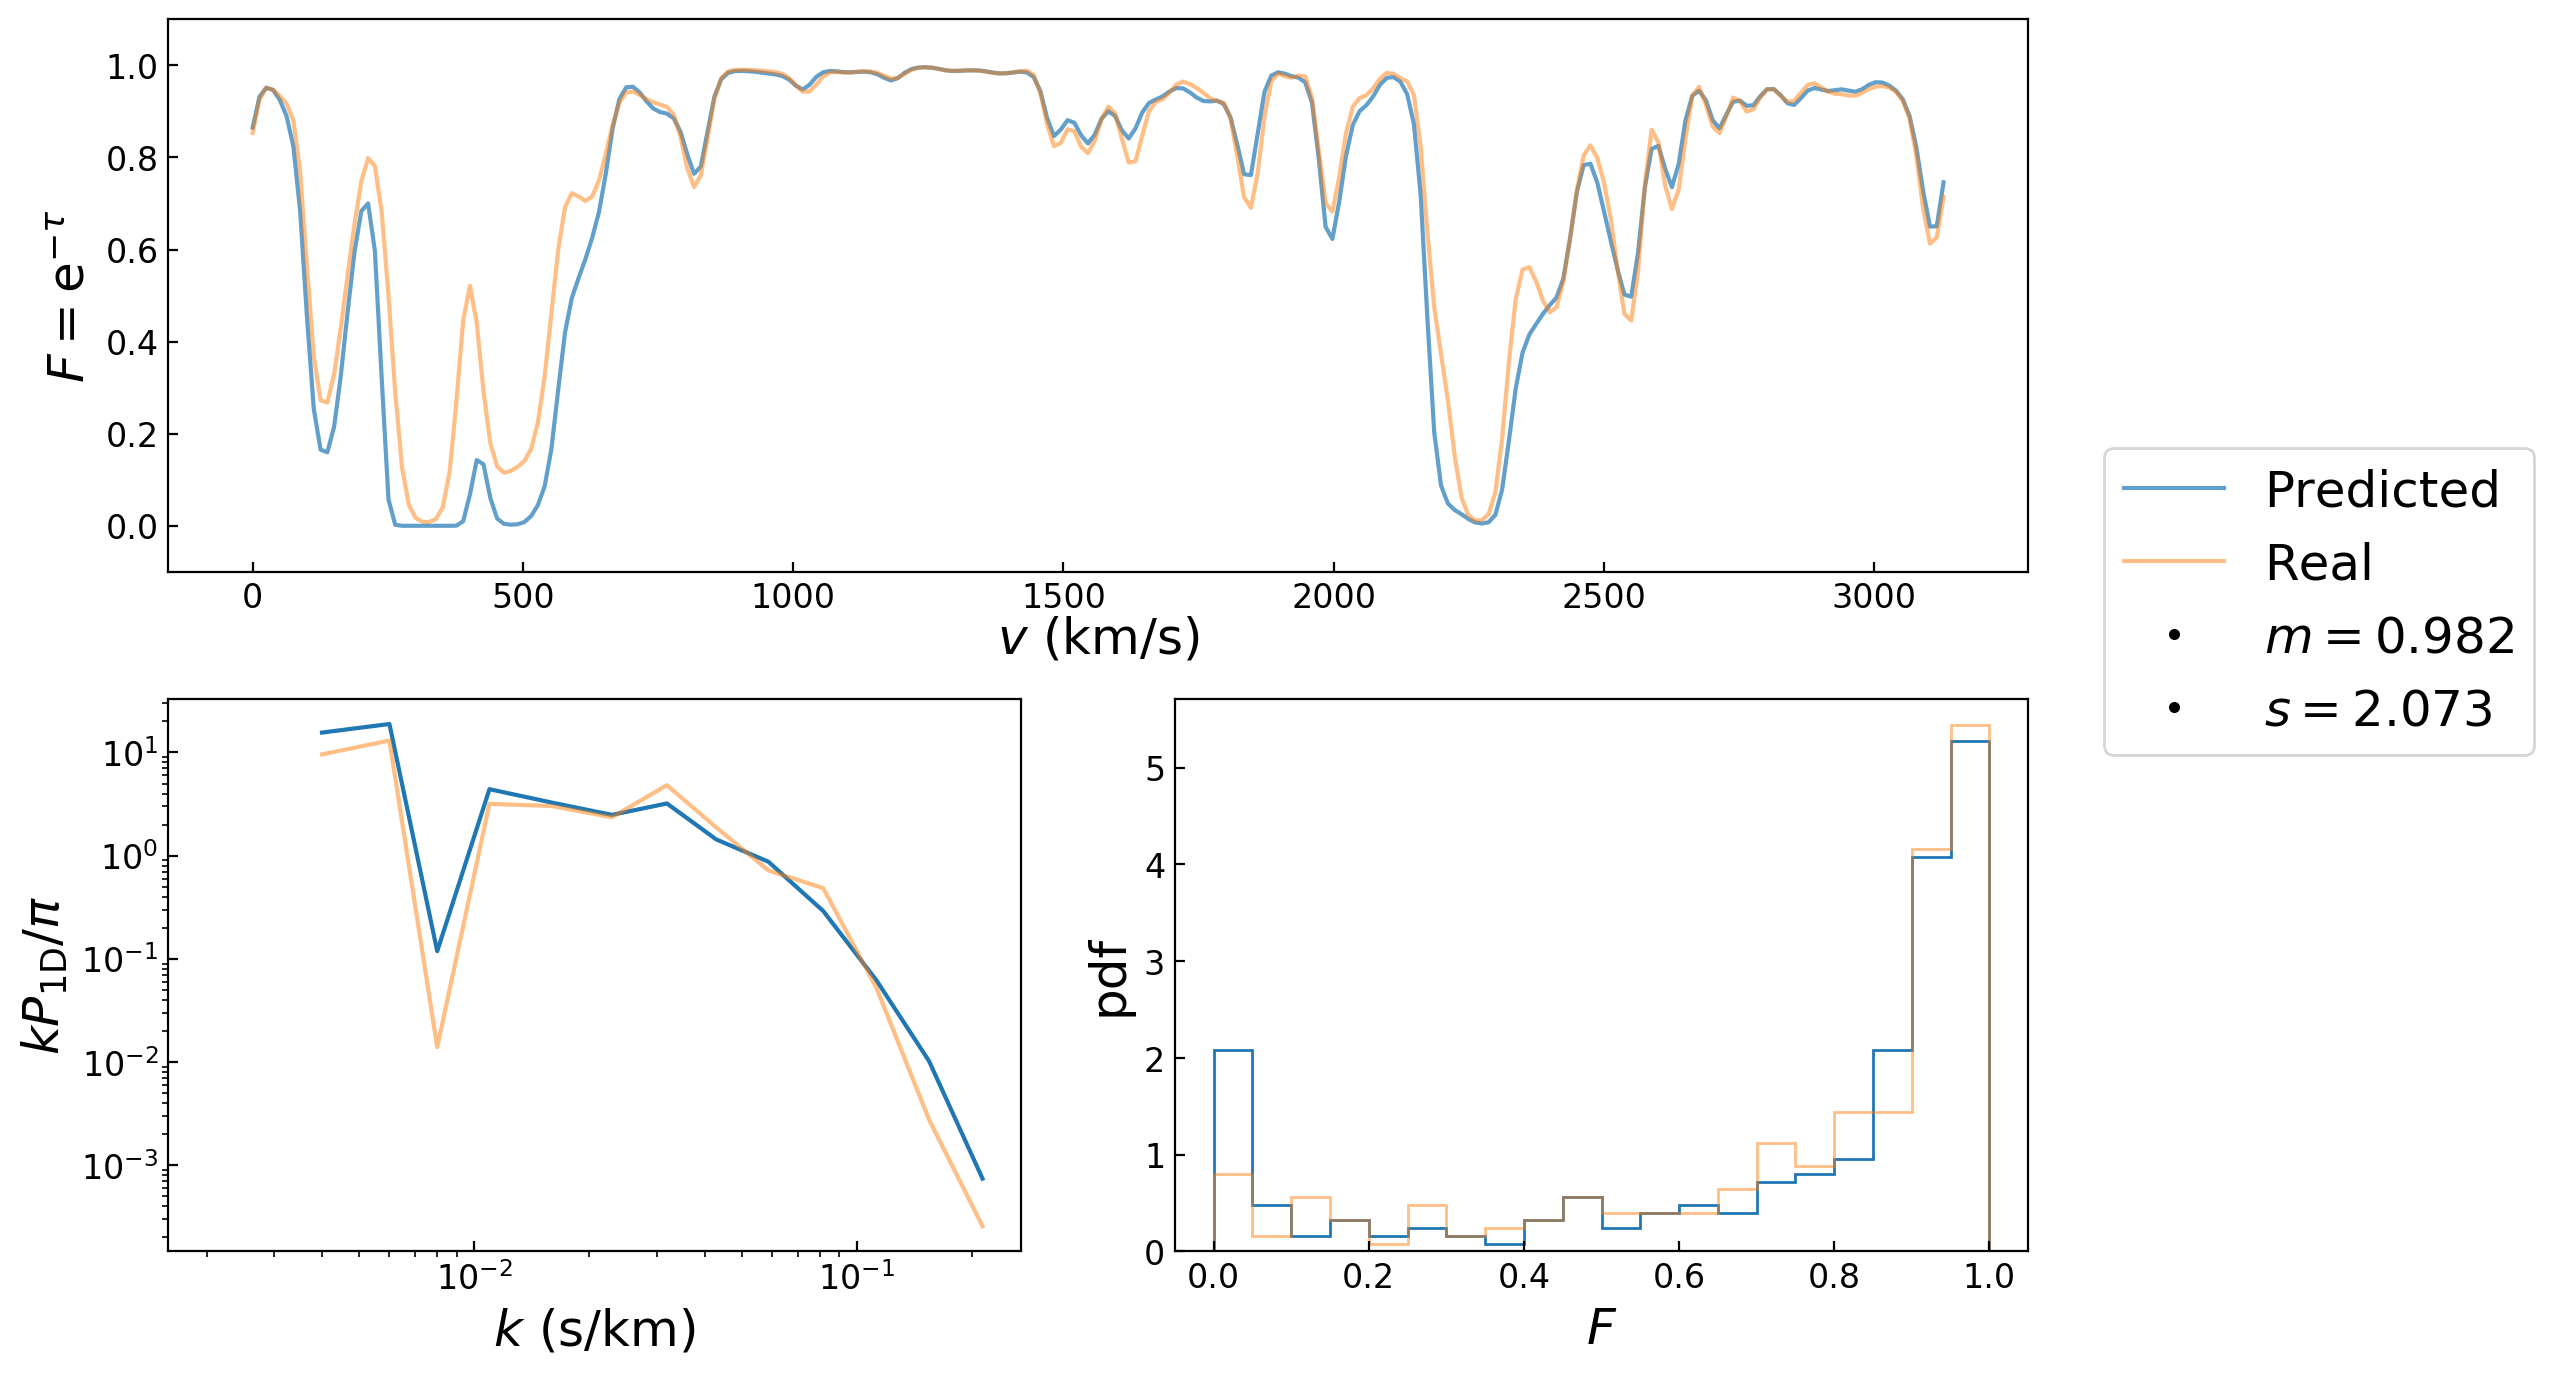 F = e^{−τ}
1.0
0.8
0.6
0.4
0.2
0.0
0 500 1000 1500 2000 2500 3000
v (km/s)
Predicted
Real
m = 0.982
s = 2.073
kP_{1D}/π
10^1
10^0
10^{−1}
10^{−2}
10^{−3}
10^{−2} 10^{−1}
k (s/km)
pdf
5
4
3
2
1
0
0.0 0.2 0.4 0.6 0.8 1.0
F